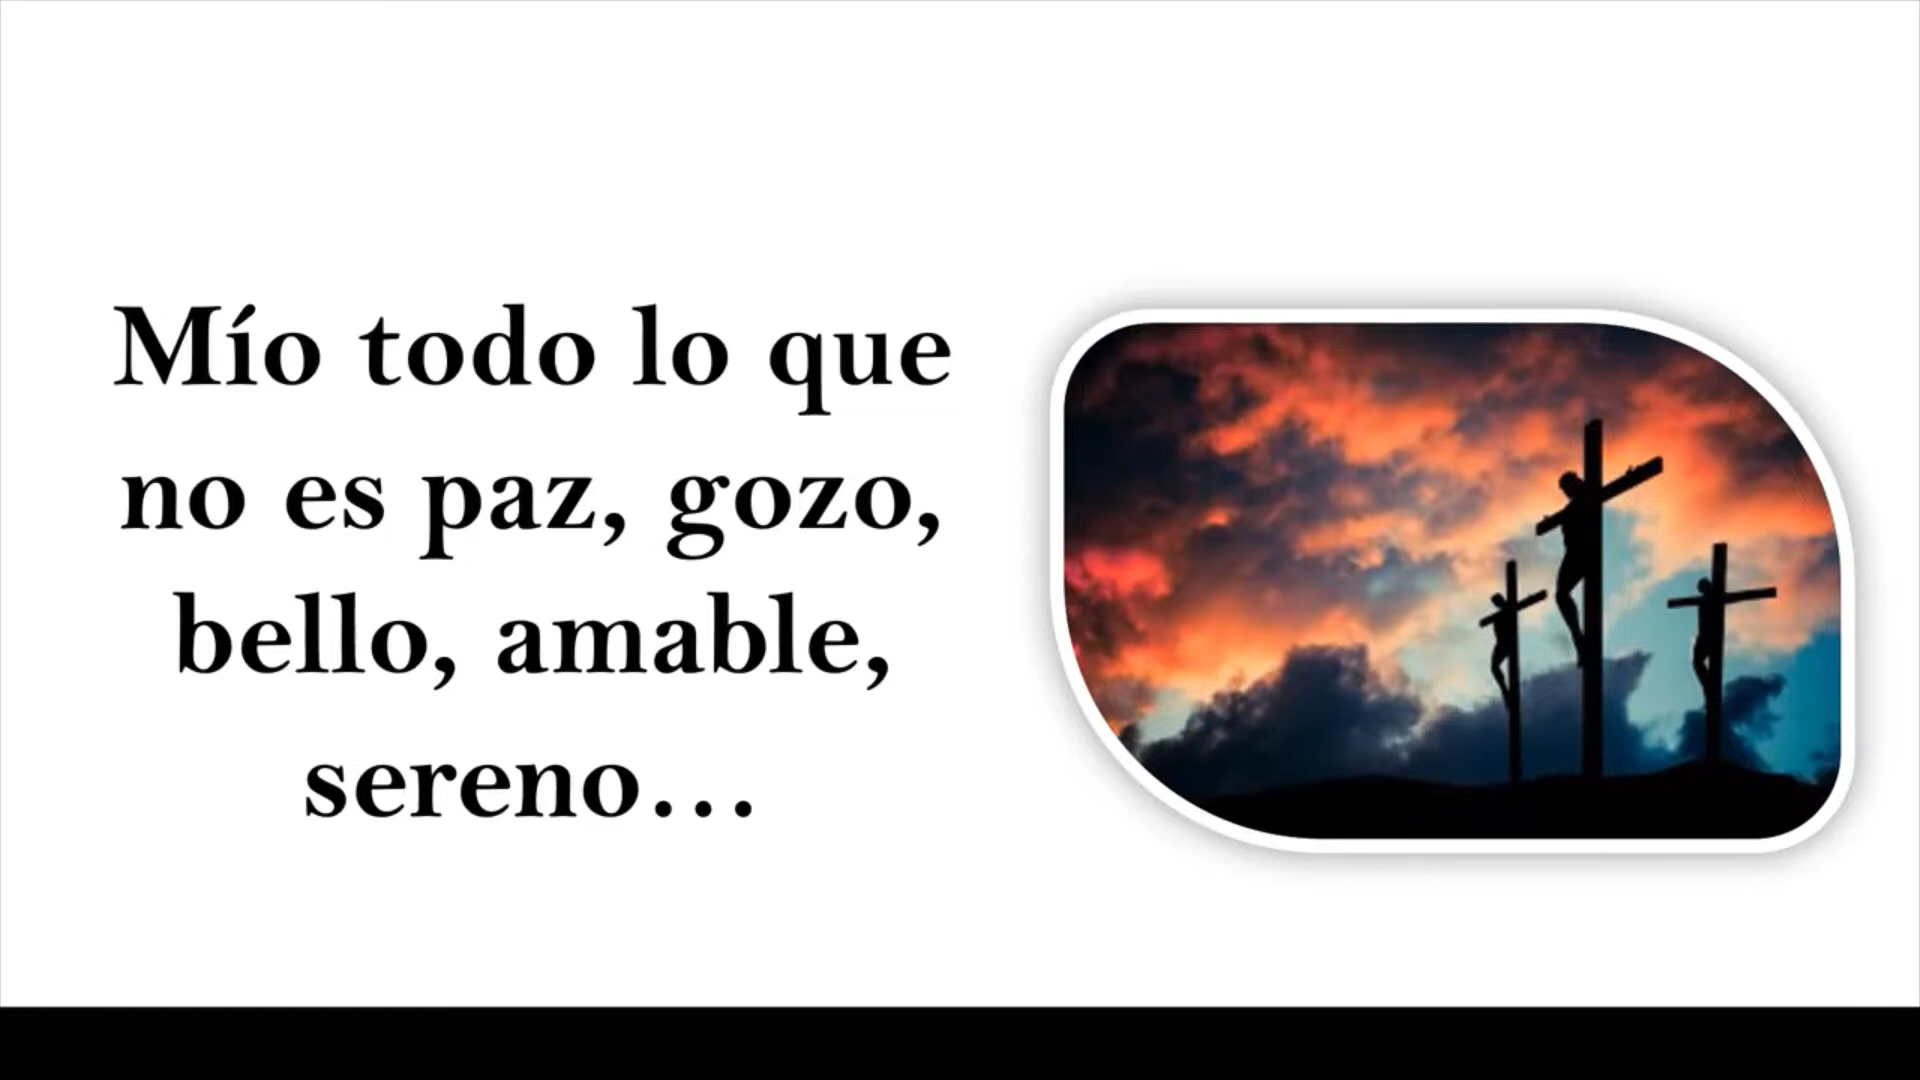 Mío todo lo que
no es paz, gozo,
bello, amable,
sereno…